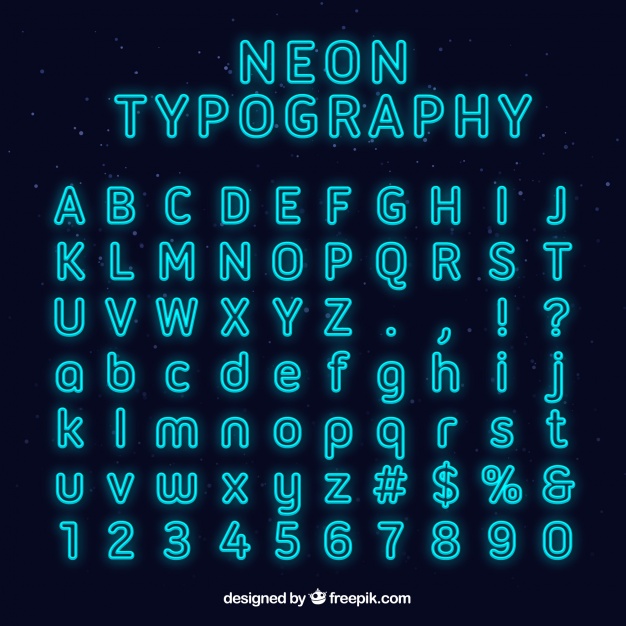 NEON
TYPOGRAPHY
A B C D E F G H I J
K L M N O P Q R S T
U V W X Y Z . , ! ?
a b c d e f g h i j
k l m n o p q r s t
u v w x y z # $ % &
1 2 3 4 5 6 7 8 9 0
designed by freepik.com